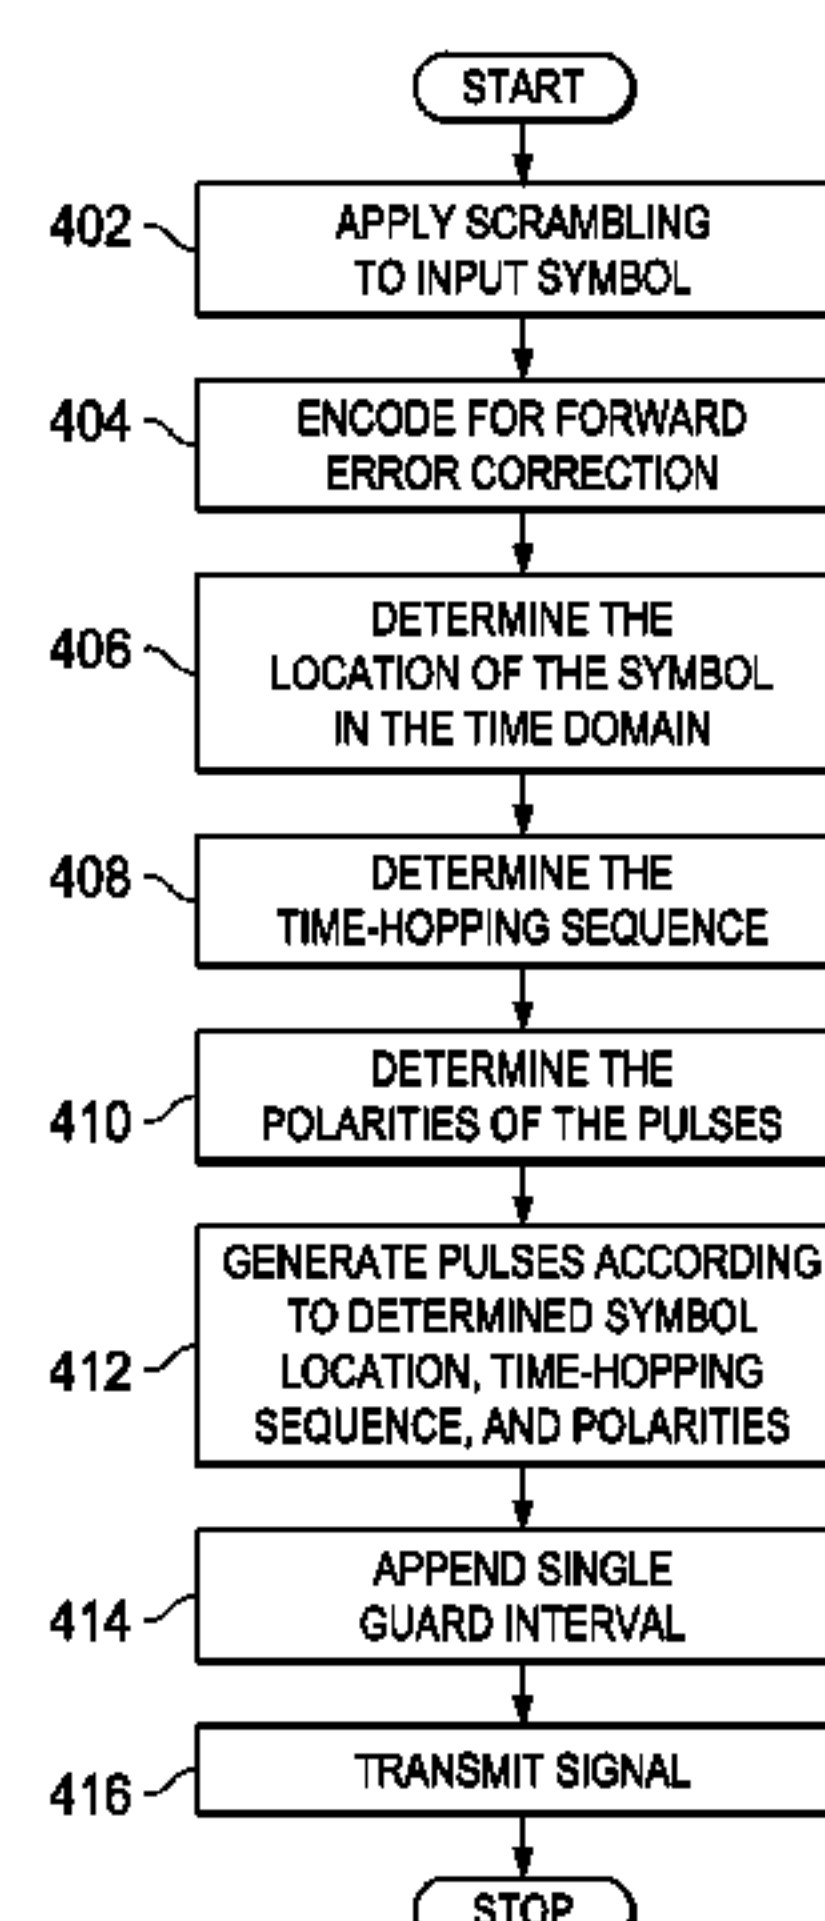 START
402
APPLY SCRAMBLING
TO INPUT SYMBOL
404
ENCODE FOR FORWARD
ERROR CORRECTION
406
DETERMINE THE
LOCATION OF THE SYMBOL
IN THE TIME DOMAIN
408
DETERMINE THE
TIME-HOPPING SEQUENCE
410
DETERMINE THE
POLARITIES OF THE PULSES
412
GENERATE PULSES ACCORDING
TO DETERMINED SYMBOL
LOCATION, TIME-HOPPING
SEQUENCE, AND POLARITIES
414
APPEND SINGLE
GUARD INTERVAL
416
TRANSMIT SIGNAL
STOP